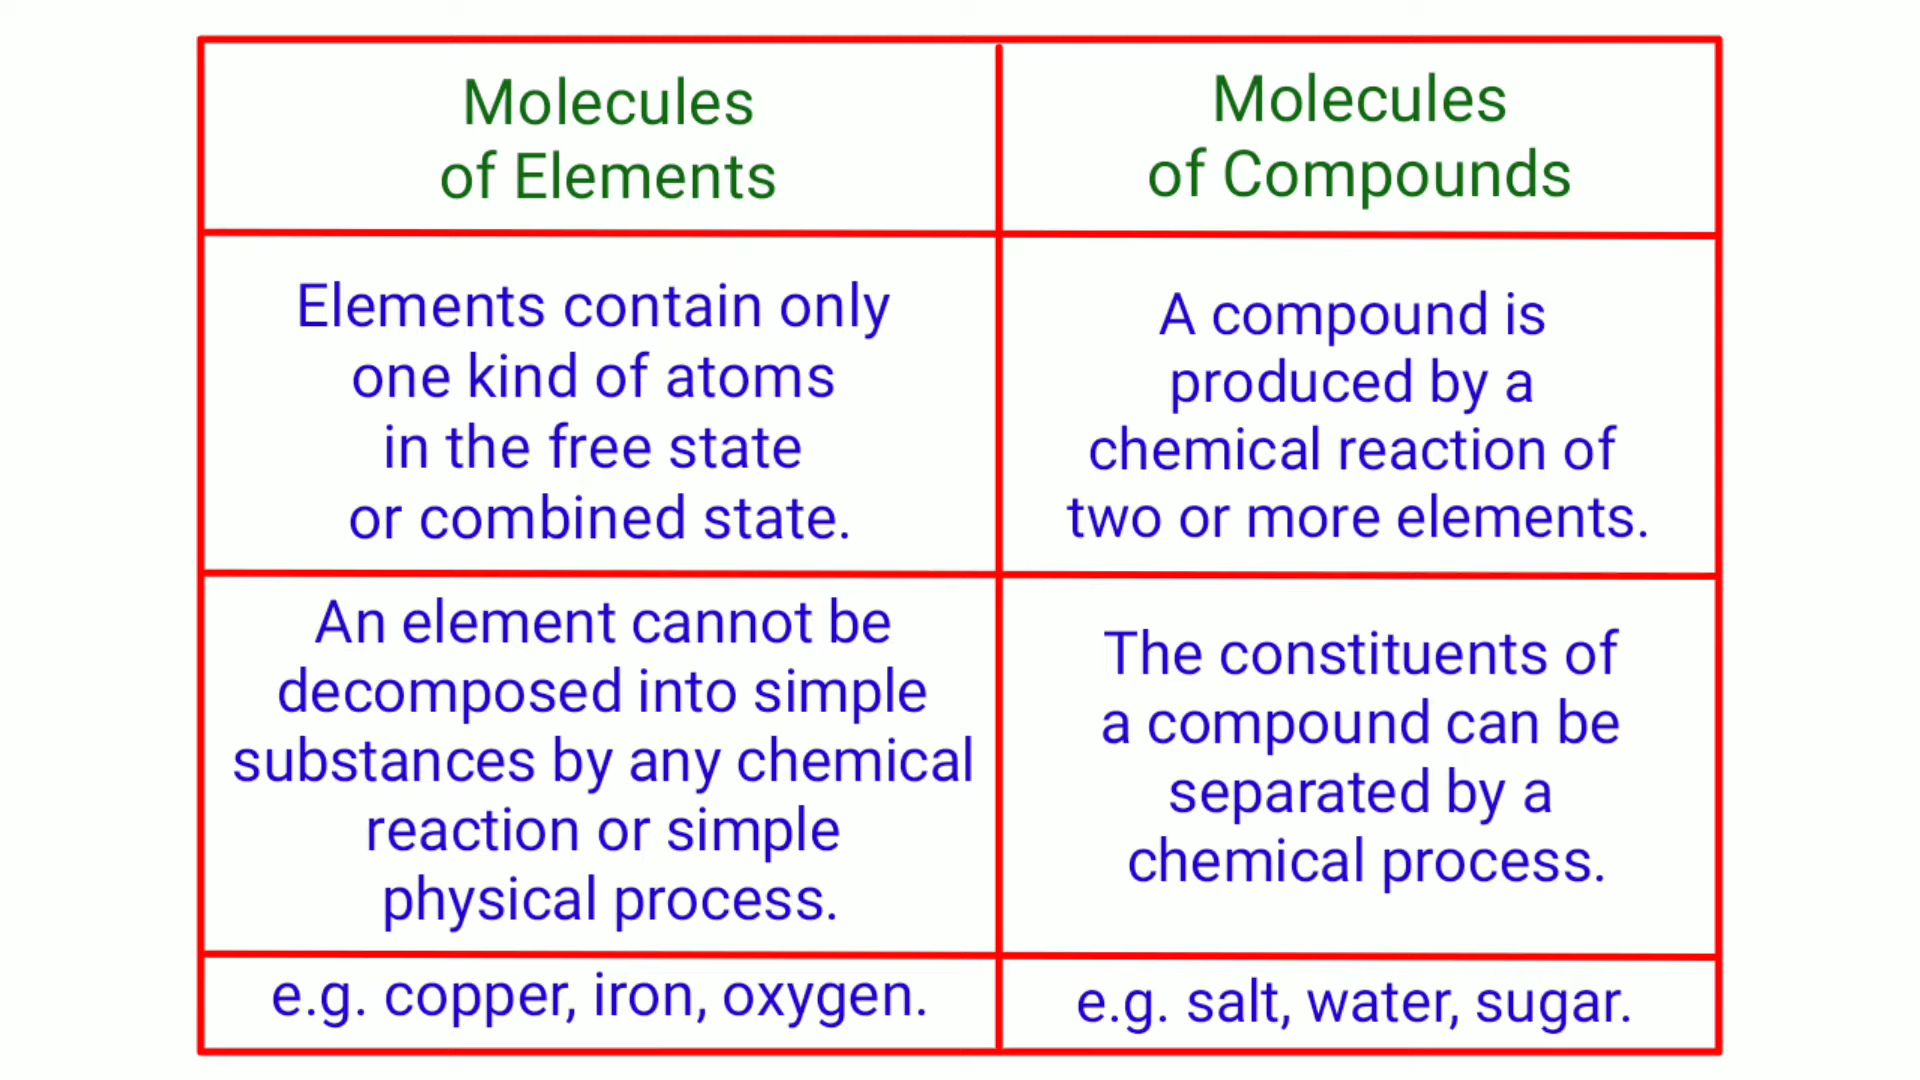 Molecules
of Elements
Molecules
of Compounds
Elements contain only
one kind of atoms
in the free state
or combined state.
A compound is
produced by a
chemical reaction of
two or more elements.
An element cannot be
decomposed into simple
substances by any chemical
reaction or simple
physical process.
The constituents of
a compound can be
separated by a
chemical process.
e.g. copper, iron, oxygen.
e.g. salt, water, sugar.